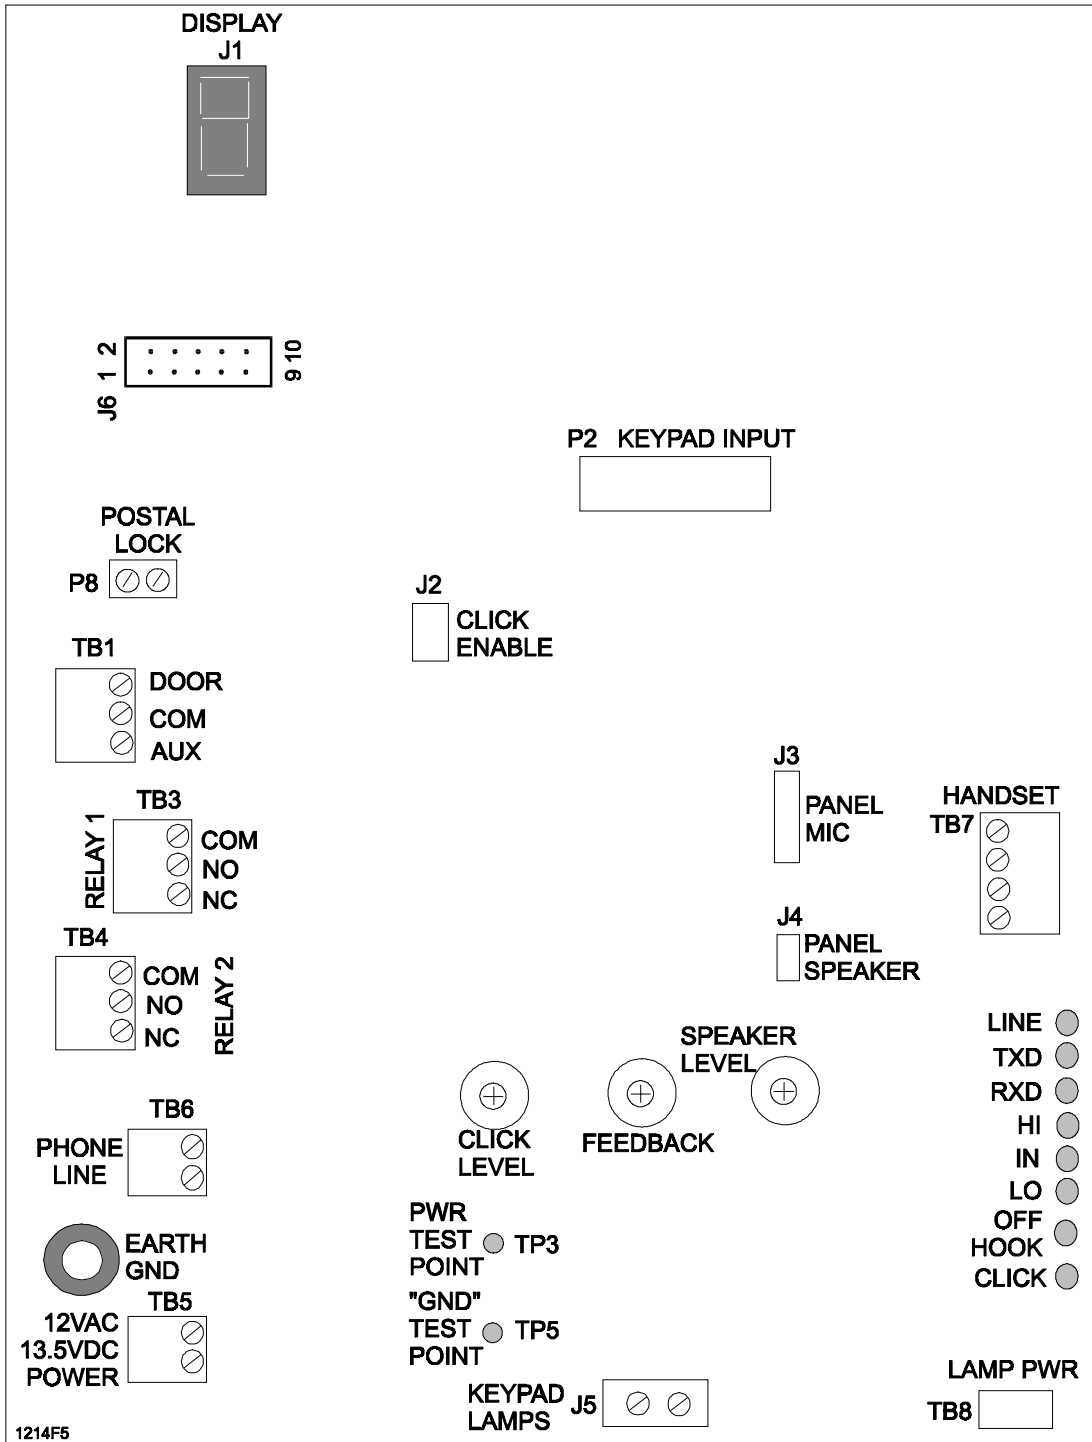 DISPLAY
J1
J6 1 2
9 10
P2 KEYPAD INPUT
POSTAL
LOCK
P8
J2
CLICK
ENABLE
TB1
DOOR
COM
AUX
TB3
RELAY 1
COM
NO
NC
J3
PANEL
MIC
HANDSET
TB7
TB4
COM
NO
NC
RELAY 2
J4
PANEL
SPEAKER
LINE
TXD
RXD
HI
IN
LO
OFF
HOOK
CLICK
SPEAKER
LEVEL
CLICK
LEVEL
FEEDBACK
TB6
PHONE
LINE
EARTH
GND
PWR
TEST
POINT
TP3
"GND"
TEST
POINT
TP5
TB5
12VAC
13.5VDC
POWER
KEYPAD
LAMPS
J5
LAMP PWR
TB8
1214F5